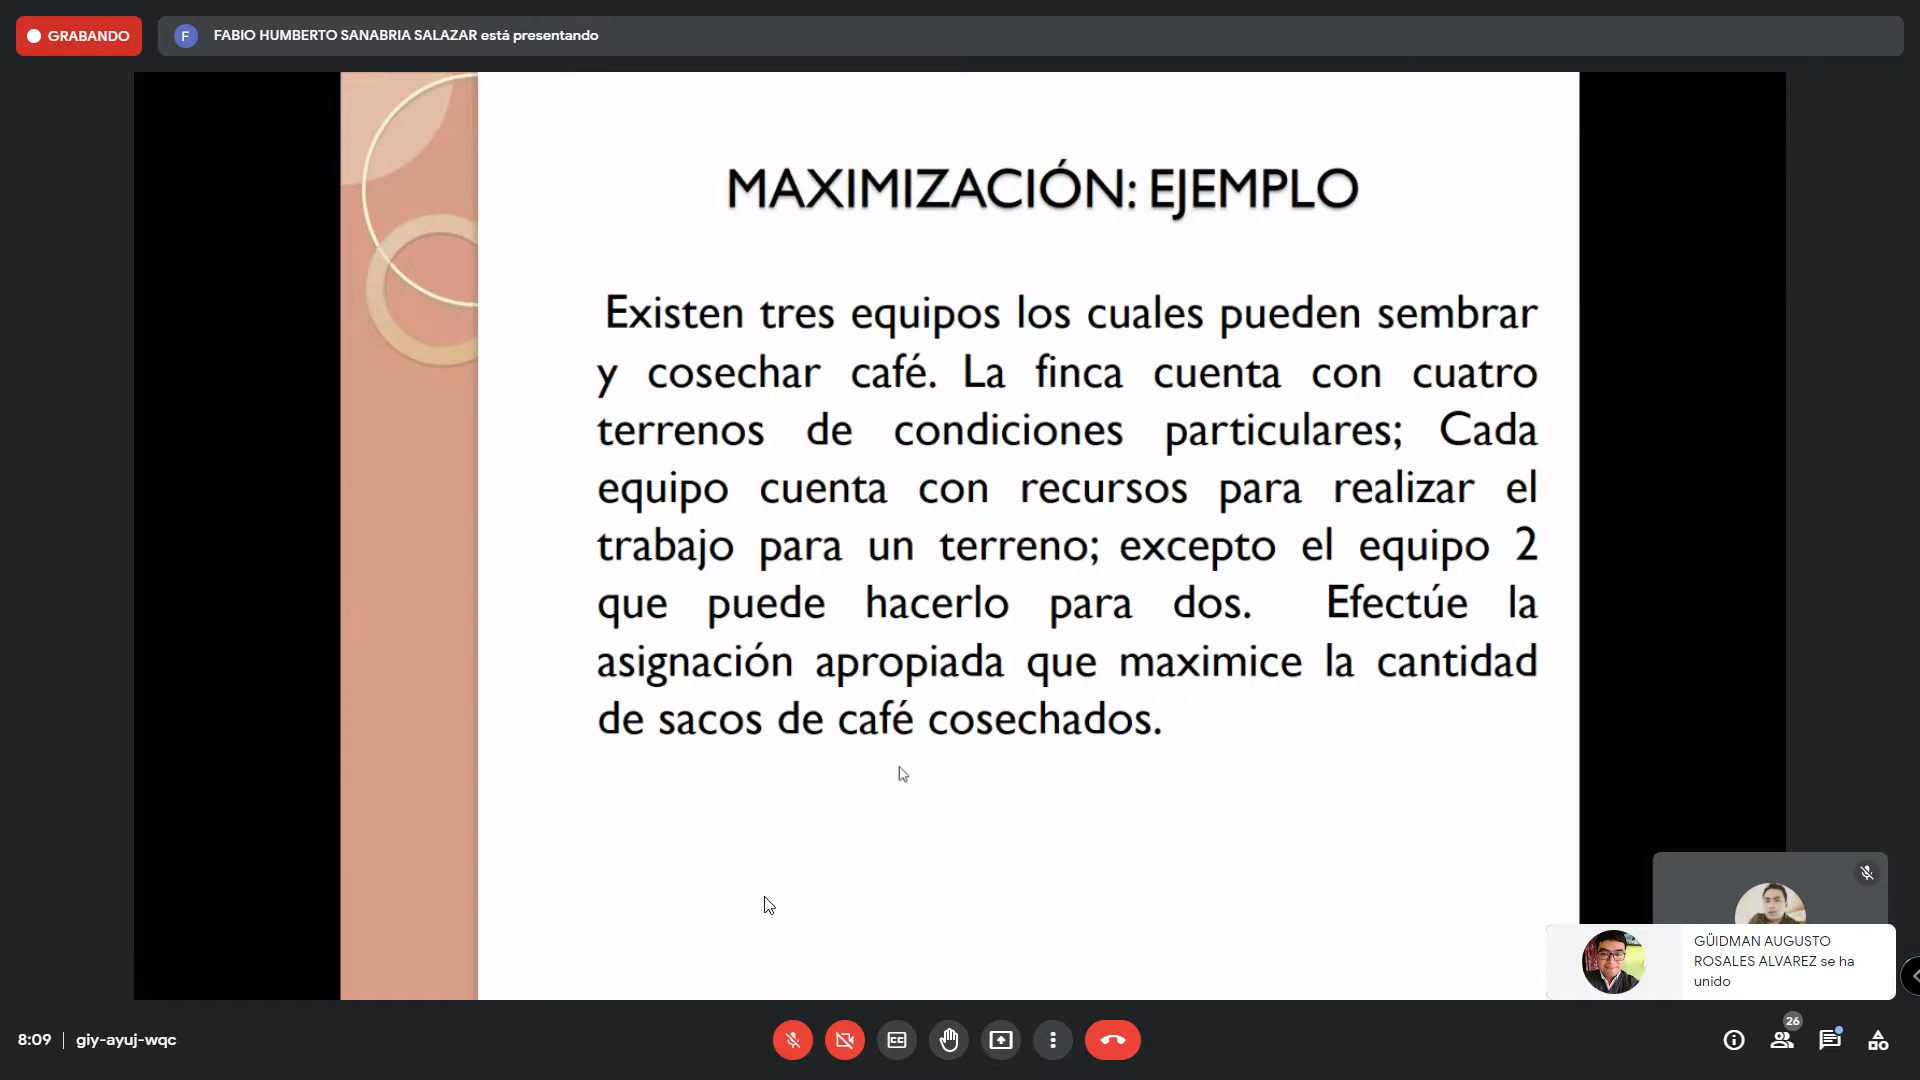 GRABANDO
F
FABIO HUMBERTO SANABRIA SALAZAR está presentando
MAXIMIZACIÓN: EJEMPLO
Existen tres equipos los cuales pueden sembrar
y cosechar café. La finca cuenta con cuatro
terrenos de condiciones particulares; Cada
equipo cuenta con recursos para realizar el
trabajo para un terreno; excepto el equipo 2
que puede hacerlo para dos. Efectúe la
asignación apropiada que maximice la cantidad
de sacos de café cosechados.
GÜIDMAN AUGUSTO
ROSALES ALVAREZ se ha
unido
8:09 | giy-ayuj-wqc
CC
26